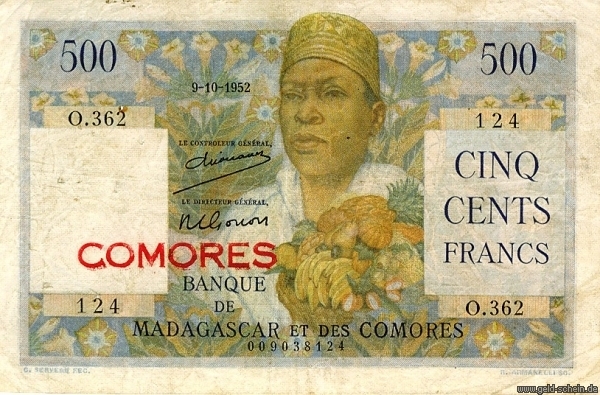 500
500
9-10-1952
O.362
124
LE CONTROLEUR GÉNÉRAL,
LE DIRECTEUR GÉNÉRAL,
CINQ
CENTS
FRANCS
COMORES
BANQUE
DE
MADAGASCAR ET DES COMORES
124
O.362
009038124
www.geld-schein.de